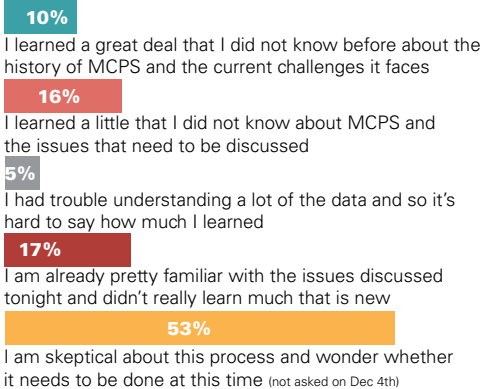 10%
I learned a great deal that I did not know before about the
history of MCPS and the current challenges it faces
16%
I learned a little that I did not know about MCPS and
the issues that need to be discussed
5%
I had trouble understanding a lot of the data and so it’s
hard to say how much I learned
17%
I am already pretty familiar with the issues discussed
tonight and didn’t really learn much that is new
53%
I am skeptical about this process and wonder whether
it needs to be done at this time (not asked on Dec 4th)